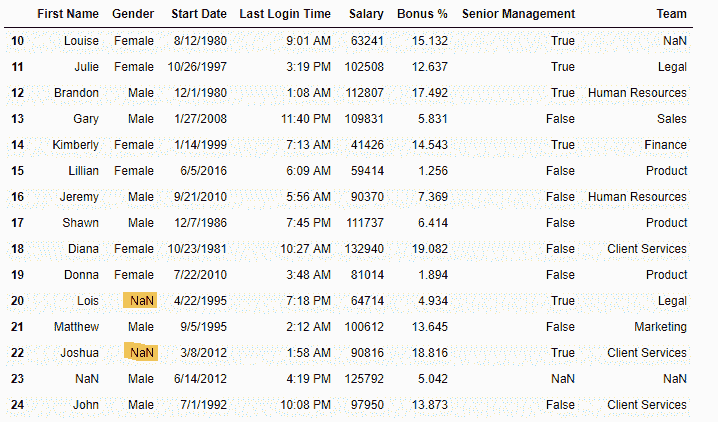 First Name Gender Start Date Last Login Time Salary Bonus % Senior Management Team
10 Louise Female 8/12/1980 9:01 AM 63241 15.132 True NaN
11 Julie Female 10/26/1997 3:19 PM 102508 12.637 True Legal
12 Brandon Male 12/1/1980 1:08 AM 112807 17.492 True Human Resources
13 Gary Male 1/27/2008 11:40 PM 109831 5.831 False Sales
14 Kimberly Female 1/14/1999 7:13 AM 41426 14.543 True Finance
15 Lillian Female 6/5/2016 6:09 AM 59414 1.256 False Product
16 Jeremy Male 9/21/2010 5:56 AM 90370 7.369 False Human Resources
17 Shawn Male 12/7/1986 7:45 PM 111737 6.414 False Product
18 Diana Female 10/23/1981 10:27 AM 132940 19.082 False Client Services
19 Donna Female 7/22/2010 3:48 AM 81014 1.894 False Product
20 Lois NaN 4/22/1995 7:18 PM 64714 4.934 True Legal
21 Matthew Male 9/5/1995 2:12 AM 100612 13.645 False Marketing
22 Joshua NaN 3/8/2012 1:58 AM 90816 18.816 True Client Services
23 NaN Male 6/14/2012 4:19 PM 125792 5.042 NaN NaN
24 John Male 7/1/1992 10:08 PM 97950 13.873 False Client Services